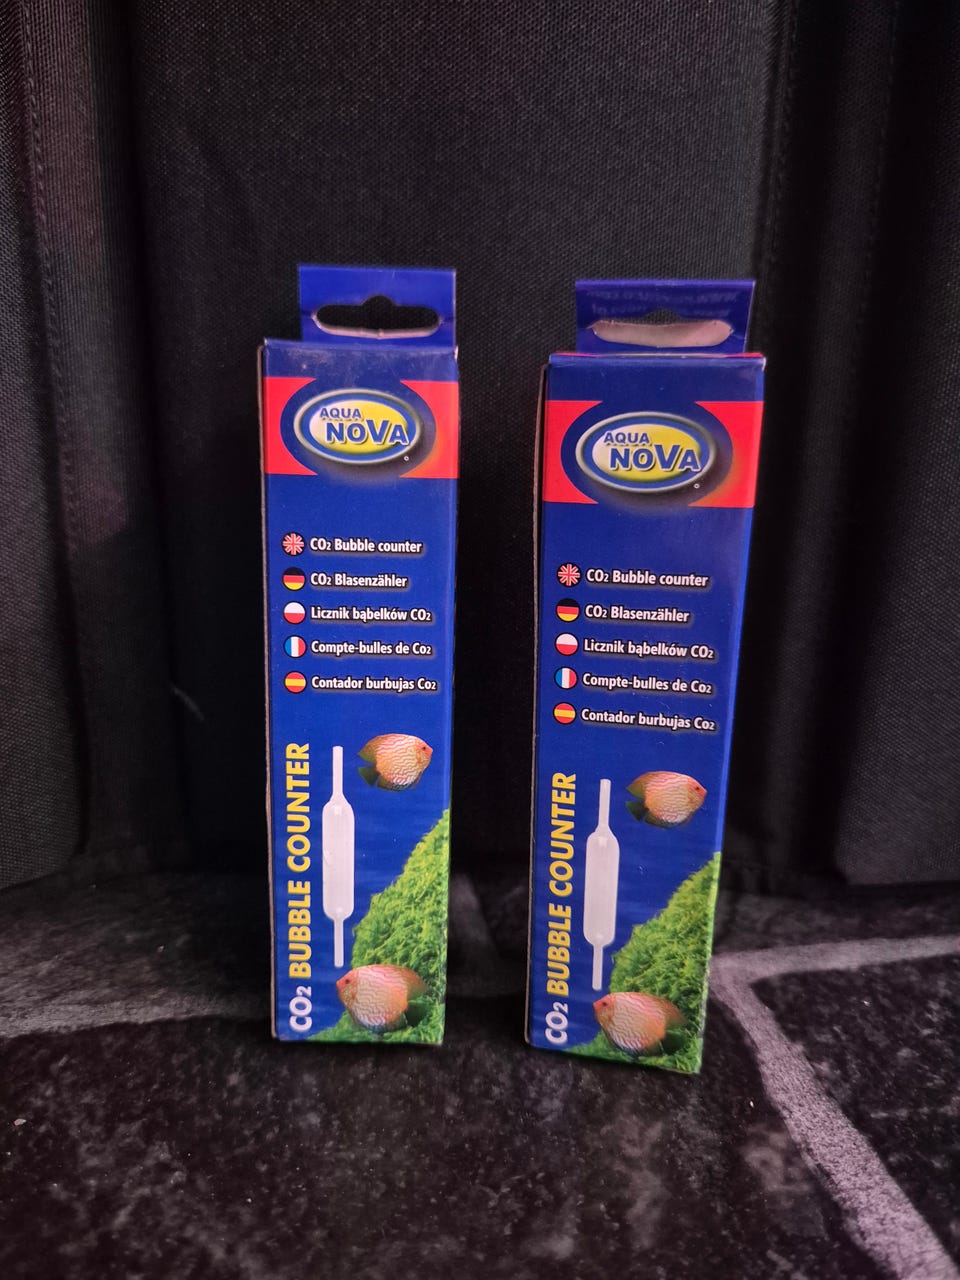 AQUA
NOVA
CO2 Bubble counter
CO2 Blasenzähler
Licznik bąbelków CO2
Compte-bulles de Co2
Contador burbujas Co2
CO2 BUBBLE COUNTER
AQUA
NOVA
CO2 Bubble counter
CO2 Blasenzähler
Licznik bąbelków CO2
Compte-bulles de Co2
Contador burbujas Co2
CO2 BUBBLE COUNTER